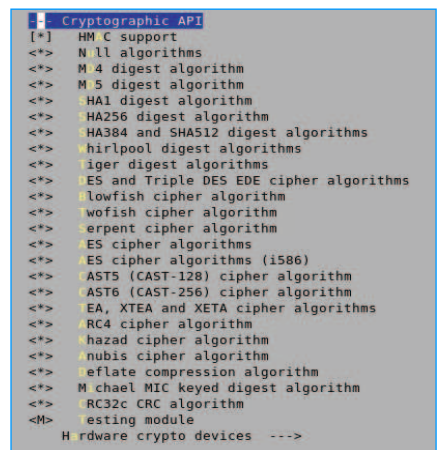 --- Cryptographic API
[*] HMAC support
<*> Null algorithms
<*> MD4 digest algorithm
<*> MD5 digest algorithm
<*> SHA1 digest algorithm
<*> SHA256 digest algorithm
<*> SHA384 and SHA512 digest algorithms
<*> Whirlpool digest algorithms
<*> Tiger digest algorithms
<*> DES and Triple DES EDE cipher algorithms
<*> Blowfish cipher algorithm
<*> Twofish cipher algorithm
<*> Serpent cipher algorithm
<*> AES cipher algorithms
<*> AES cipher algorithms (i586)
<*> CAST5 (CAST-128) cipher algorithm
<*> CAST6 (CAST-256) cipher algorithm
<*> TEA, XTEA and XETA cipher algorithms
<*> ARC4 cipher algorithm
<*> Khazad cipher algorithm
<*> Anubis cipher algorithm
<*> Deflate compression algorithm
<*> Michael MIC keyed digest algorithm
<*> CRC32c CRC algorithm
<M> Testing module
Hardware crypto devices --->